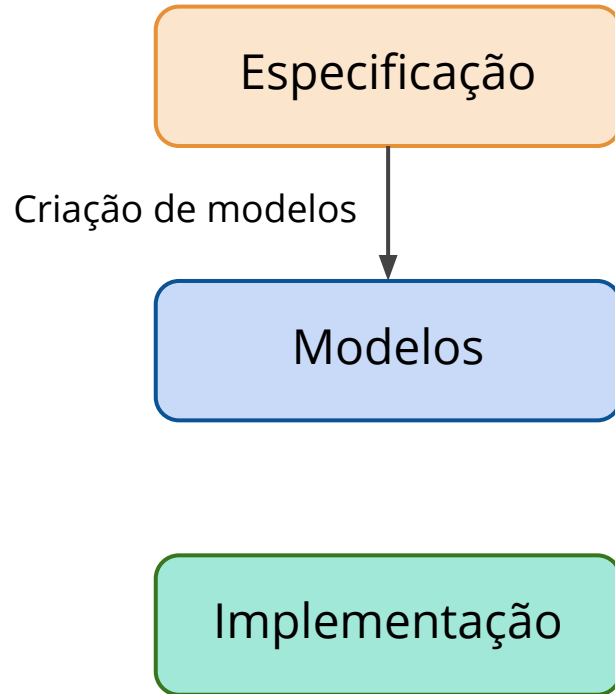 Especificação
Criação de modelos
Modelos
Implementação